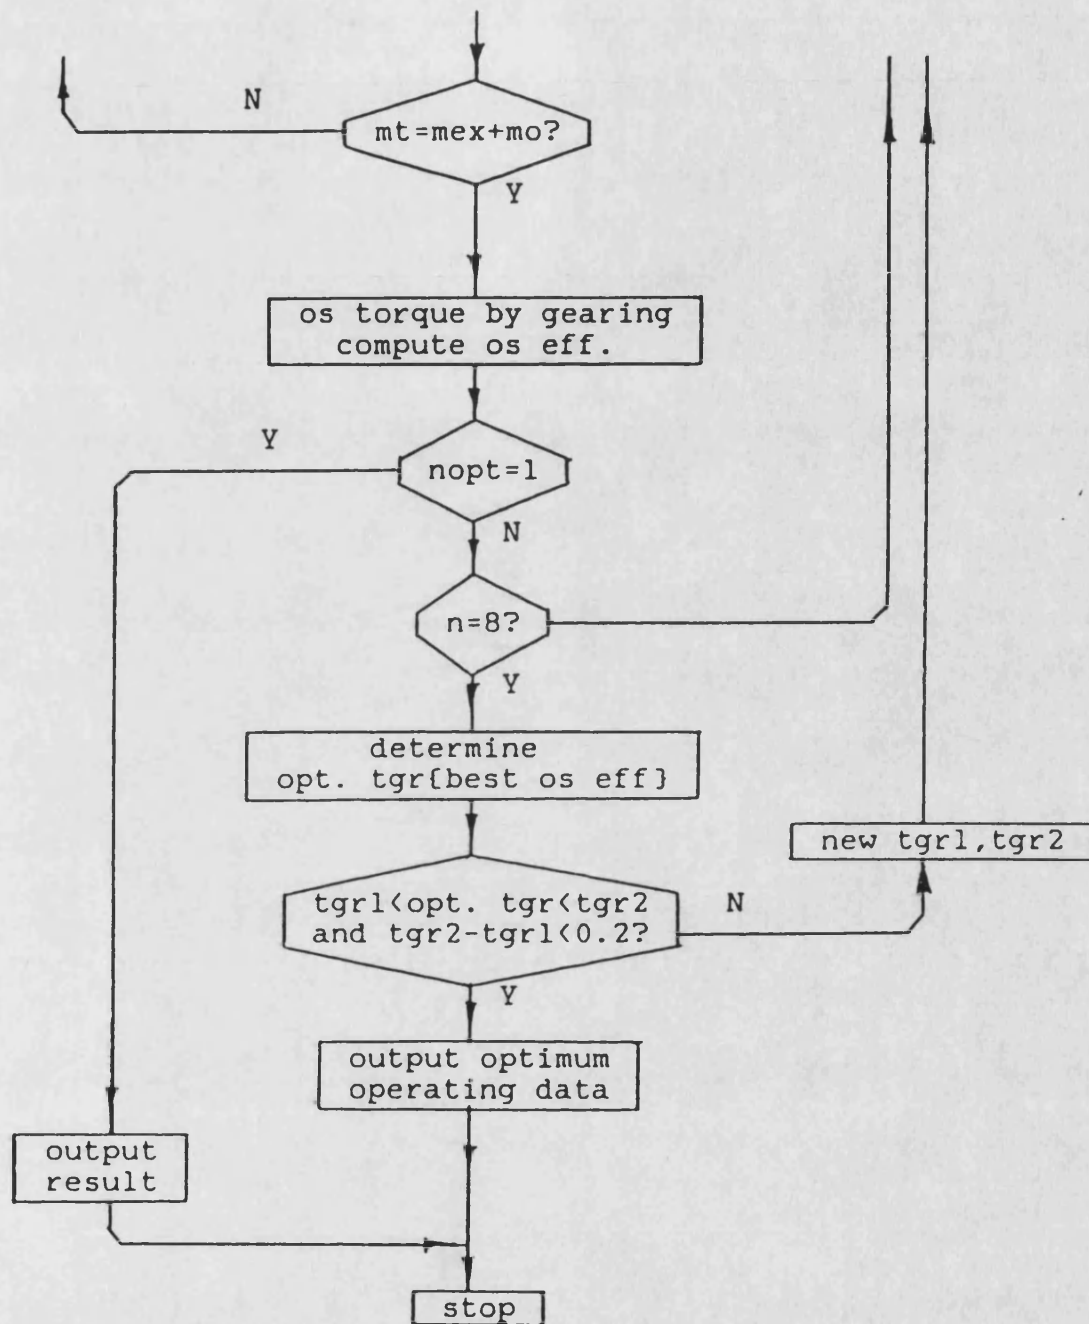 N
mt=mex+mo?
Y
os torque by gearing
compute os eff.
Y
nopt=1
N
n=8?
Y
determine
opt. tgr{best os eff}
new tgr1,tgr2
tgr1<opt. tgr<tgr2
and tgr2-tgr1<0.2?
N
Y
output optimum
operating data
output
result
stop